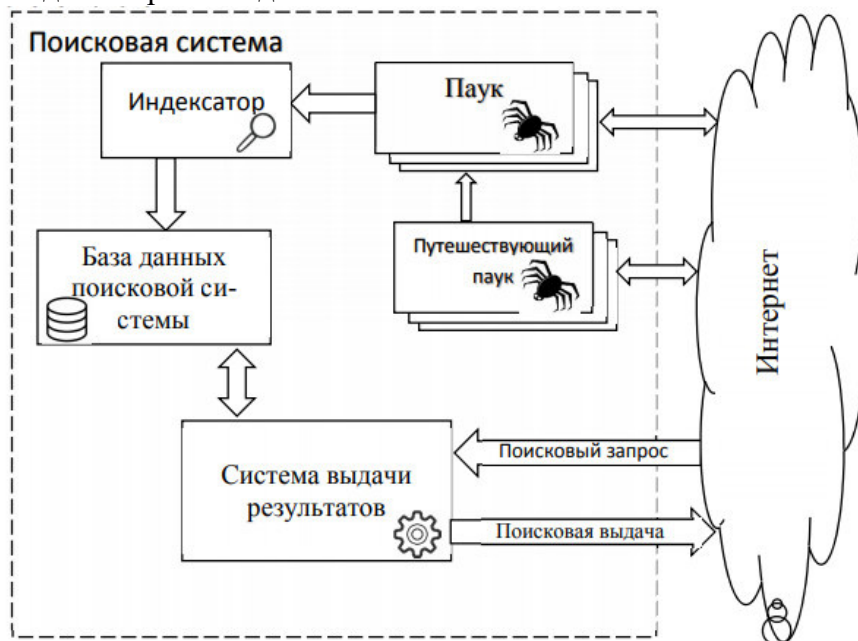 Поисковая система
Индексатор
Паук
Путешествующий
паук
База данных
поисковой си-
стемы
Интернет
Поисковый запрос
Система выдачи
результатов
Поисковая выдача